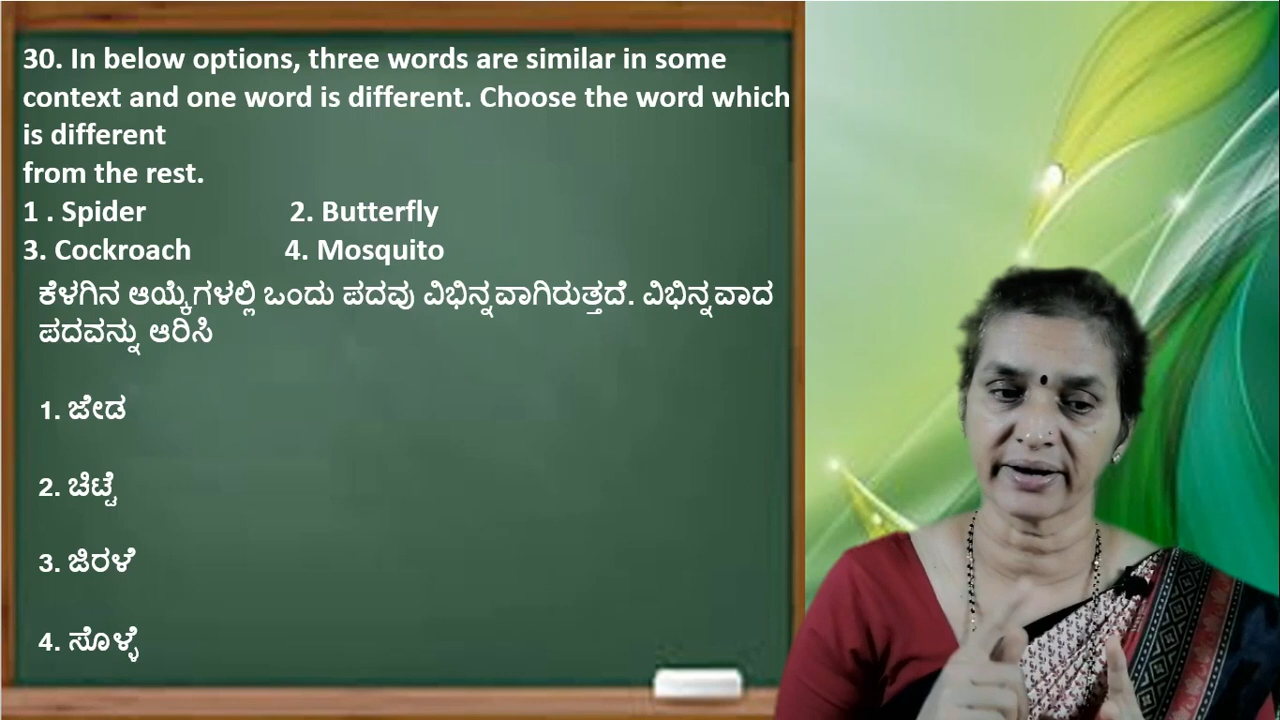 30. In below options, three words are similar in some
context and one word is different. Choose the word which
is different
from the rest.
1 . Spider 2. Butterfly
3. Cockroach 4. Mosquito
ಕೆಳಗಿನ ಆಯ್ಕೆಗಳಲ್ಲಿ ಒಂದು ಪದವು ವಿಭಿನ್ನವಾಗಿರುತ್ತದೆ. ವಿಭಿನ್ನವಾದ
ಪದವನ್ನು ಆರಿಸಿ
1. ಜೇಡ
2. ಚಿಟ್ಟೆ
3. ಜಿರಳೆ
4. ಸೊಳ್ಳೆ